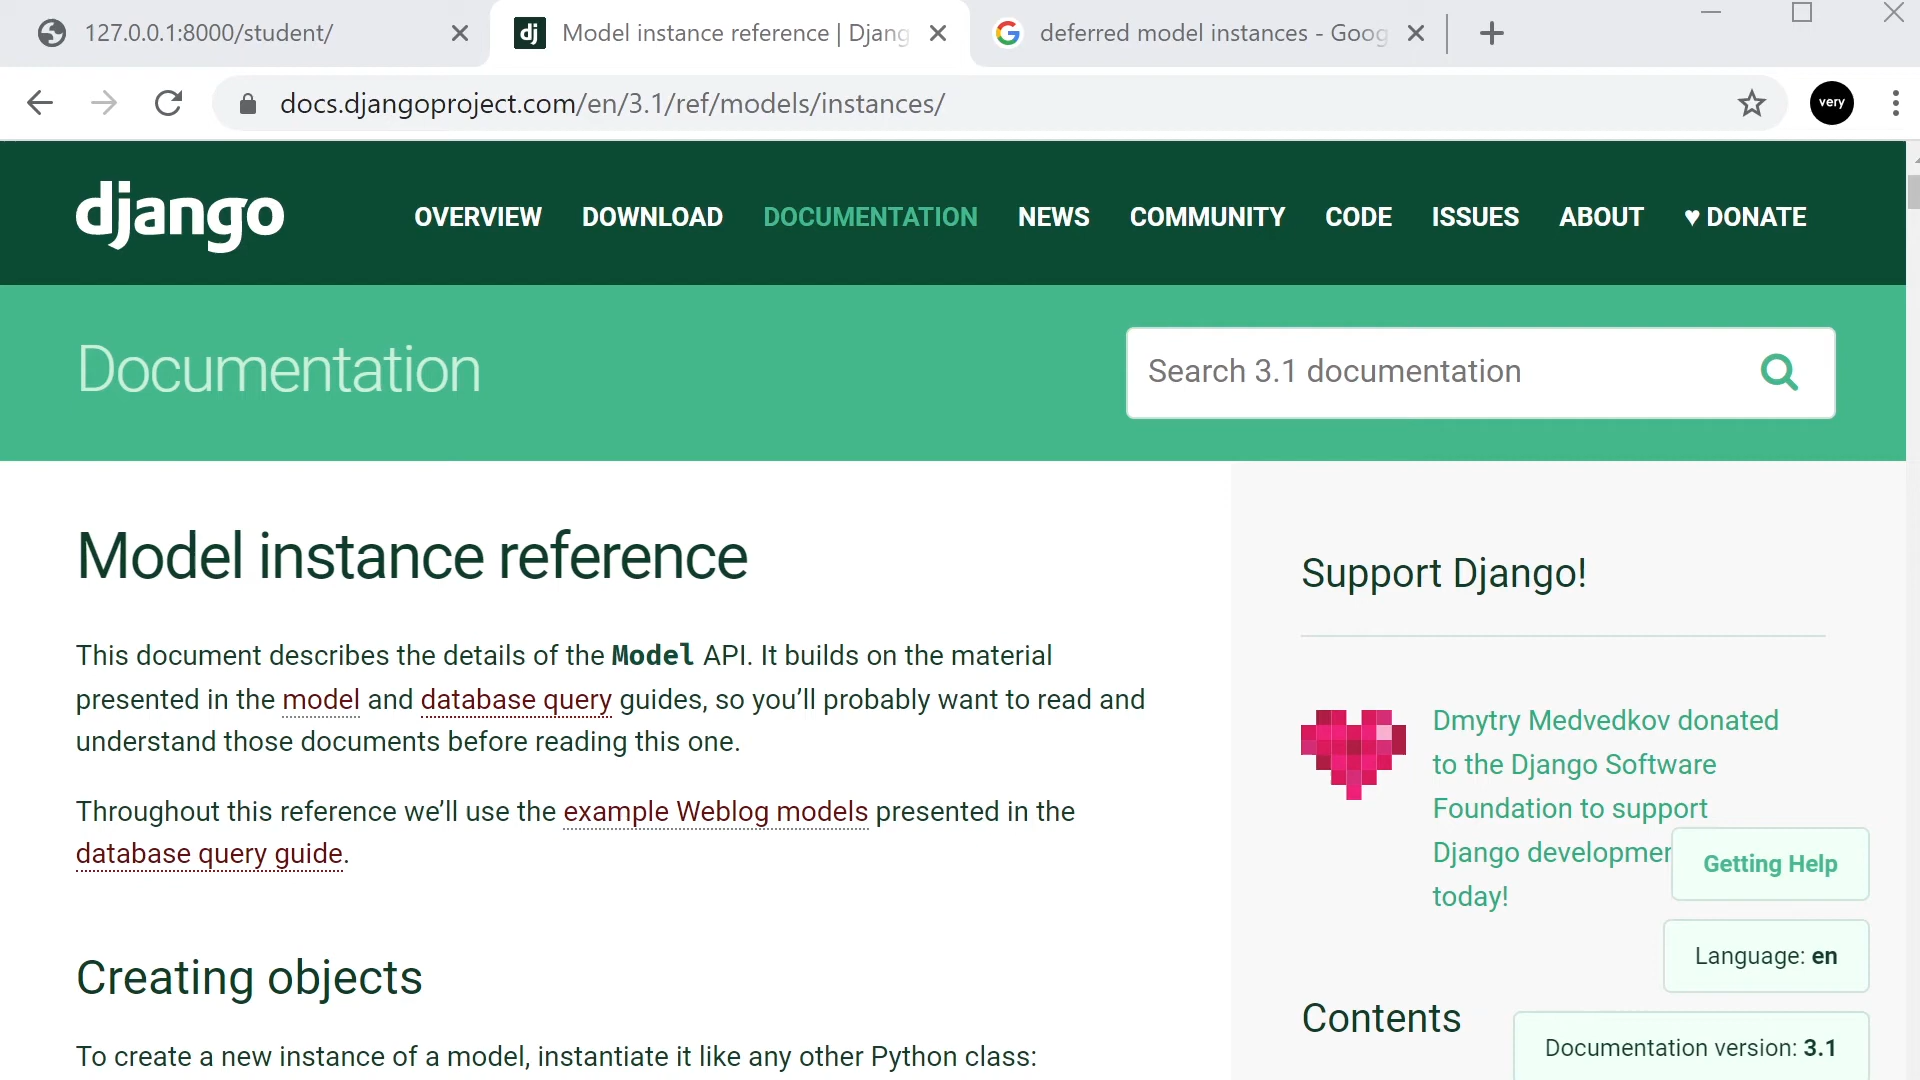 127.0.0.1:8000/student/
Model instance reference | Djang
deferred model instances - Goog
docs.djangoproject.com/en/3.1/ref/models/instances/
very
django
OVERVIEW DOWNLOAD DOCUMENTATION NEWS COMMUNITY CODE ISSUES ABOUT ♥ DONATE
Documentation
Search 3.1 documentation
Model instance reference
This document describes the details of the Model API. It builds on the material
presented in the model and database query guides, so you’ll probably want to read and
understand those documents before reading this one.
Throughout this reference we’ll use the example Weblog models presented in the
database query guide.
Creating objects
To create a new instance of a model, instantiate it like any other Python class:
Support Django!
Dmytry Medvedkov donated
to the Django Software
Foundation to support
Django developmen
today!
Contents
Getting Help
Language: en
Documentation version: 3.1